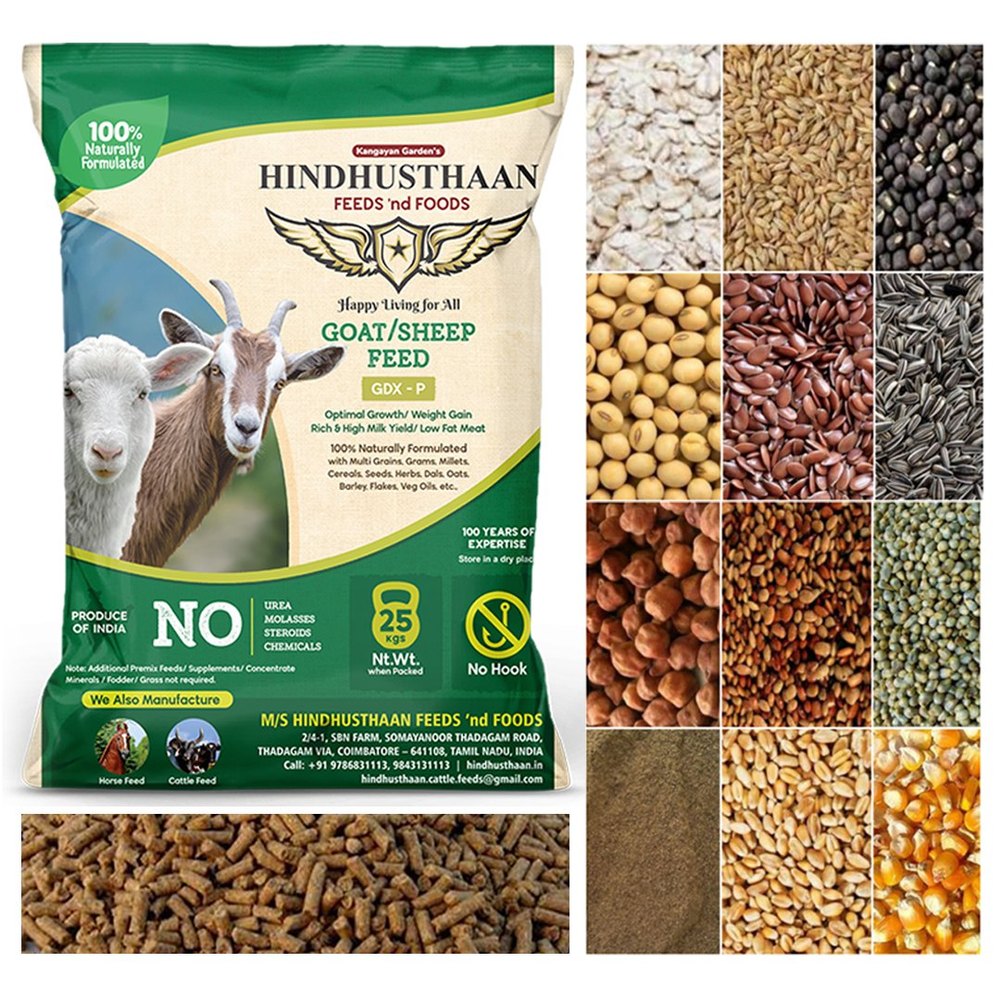 100%
Naturally
Formulated
Kangayan Garden's
HINDHUSTHAAN
FEEDS 'nd FOODS
Happy Living for All
GOAT/SHEEP
FEED
GDX - P
Optimal Growth/ Weight Gain
Rich & High Milk Yield/ Low Fat Meat
100% Naturally Formulated
with Multi Grains, Grams, Millets,
Cereals, Seeds, Herbs, Dals, Oats,
Barley, Flakes, Veg Oils, etc..,
100 YEARS OF
EXPERTISE
Store in a dry place
PRODUCE
OF INDIA
NO
UREA
MOLASSES
STEROIDS
CHEMICALS
25
KGS
Nt.Wt.
when Packed
No Hook
Note: Additional Premix Feeds/ Supplements/ Concentrate
Minerals / Fodder/ Grass not required.
We Also Manufacture
Horse Feed
Cattle Feed
M/S HINDHUSTHAAN FEEDS 'nd FOODS
2/4-1, SBN FARM, SOMAYANOOR THADAGAM ROAD,
THADAGAM VIA, COIMBATORE – 641108, TAMIL NADU, INDIA
Call: +91 9786831113, 9843131113 | hindhusthaan.in
hindhusthaan.cattle.feeds@gmail.com